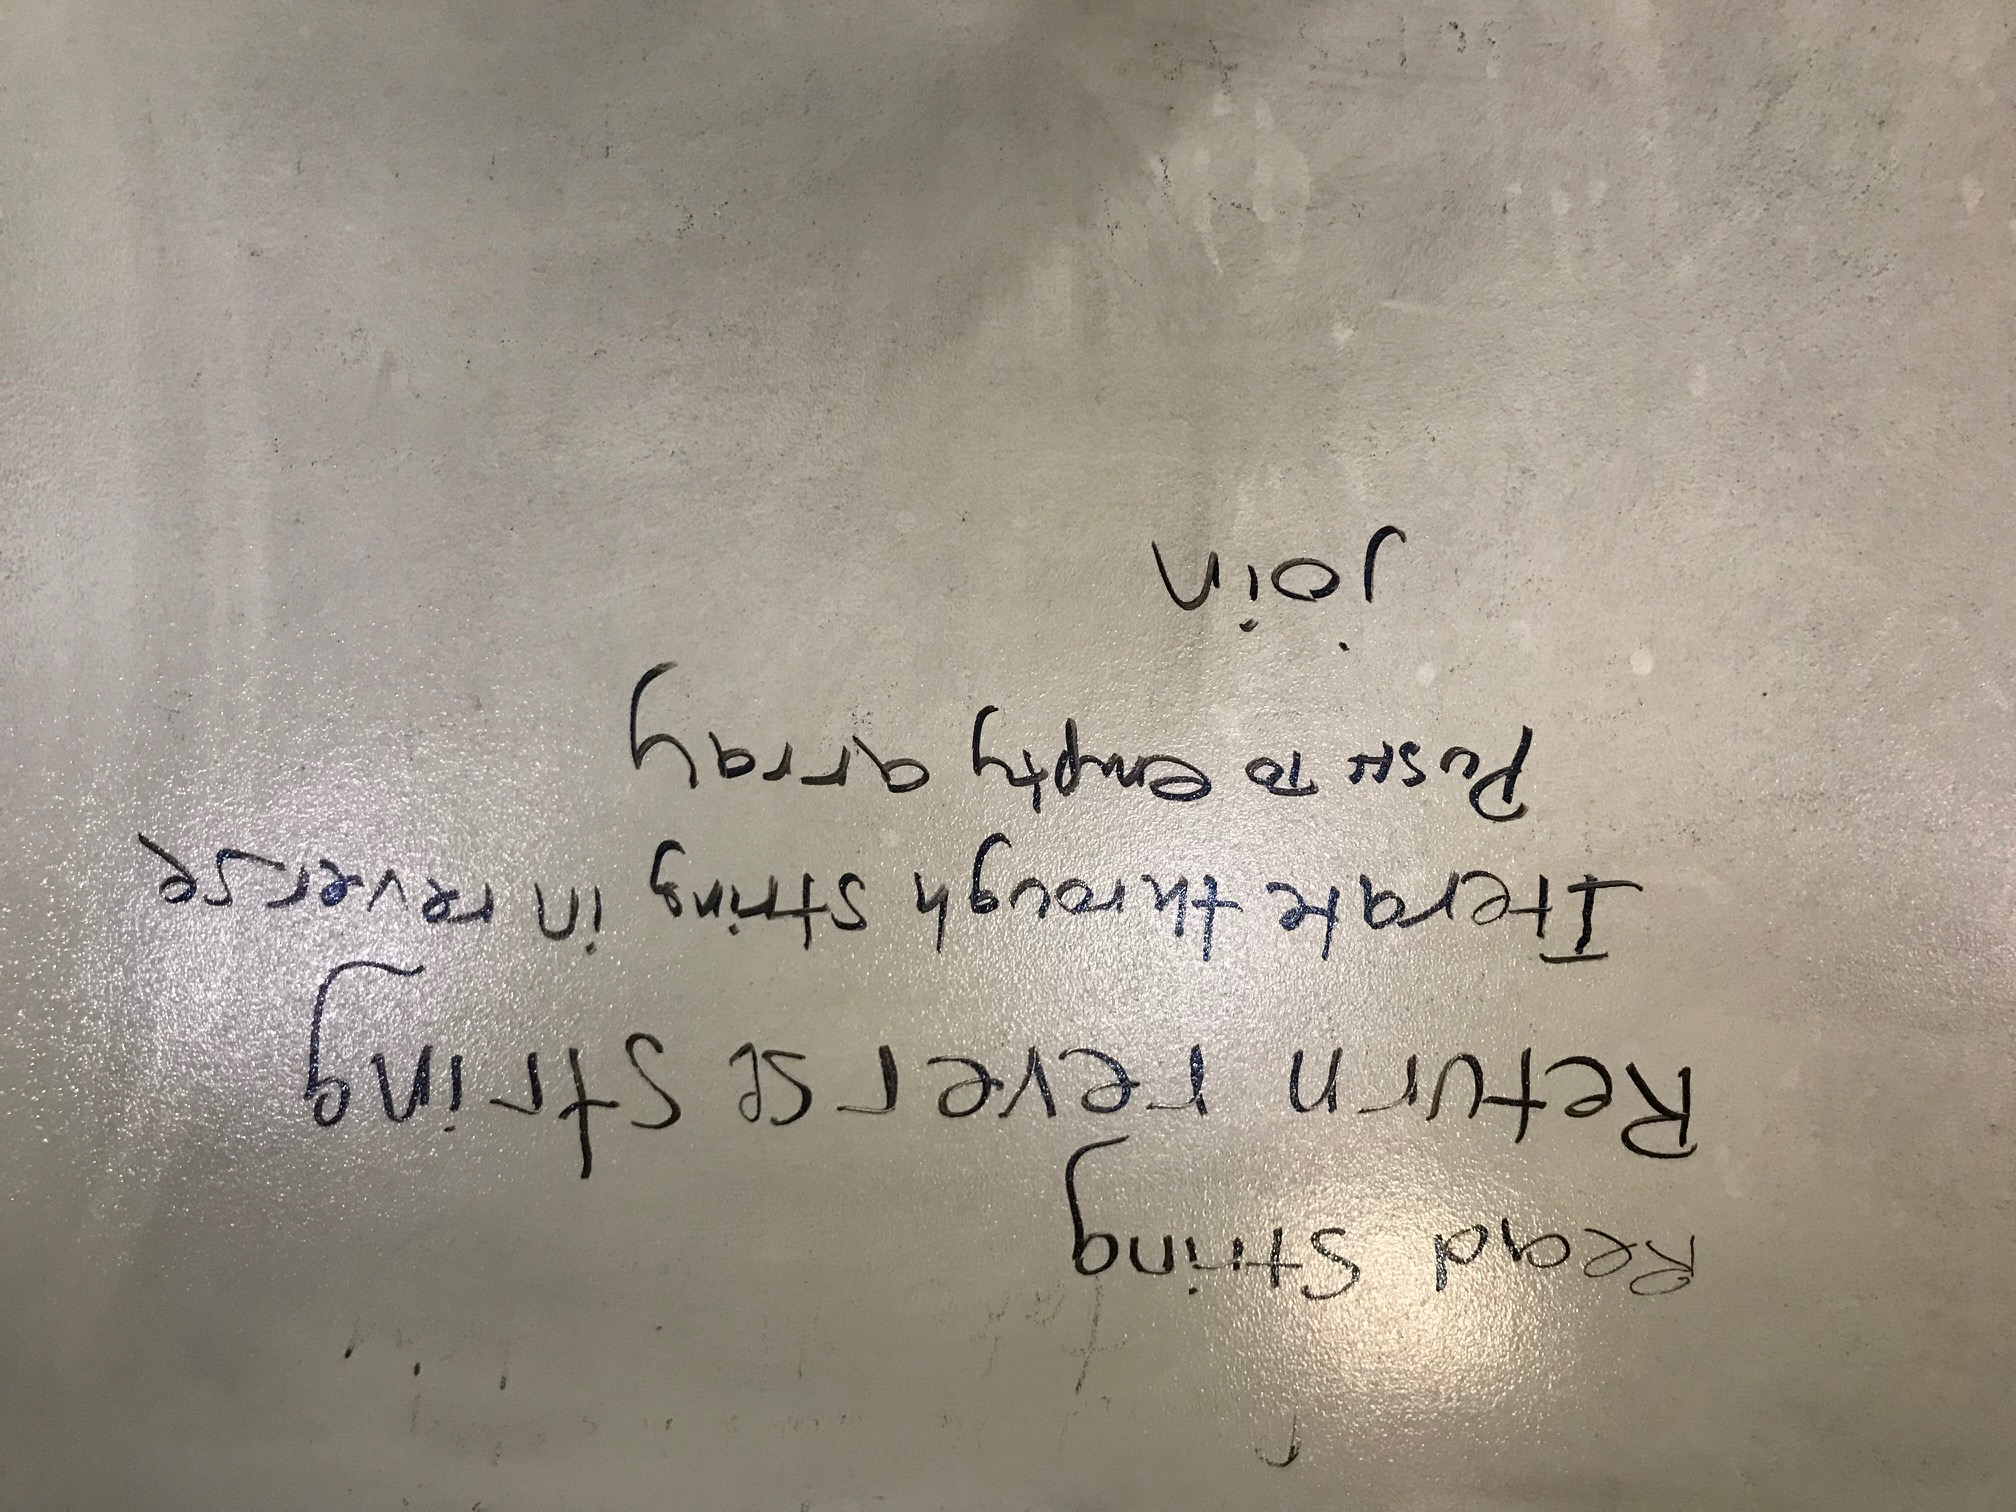 Read String
Return reverse string
Iterate through string in reverse
PUSH TO empty array
join